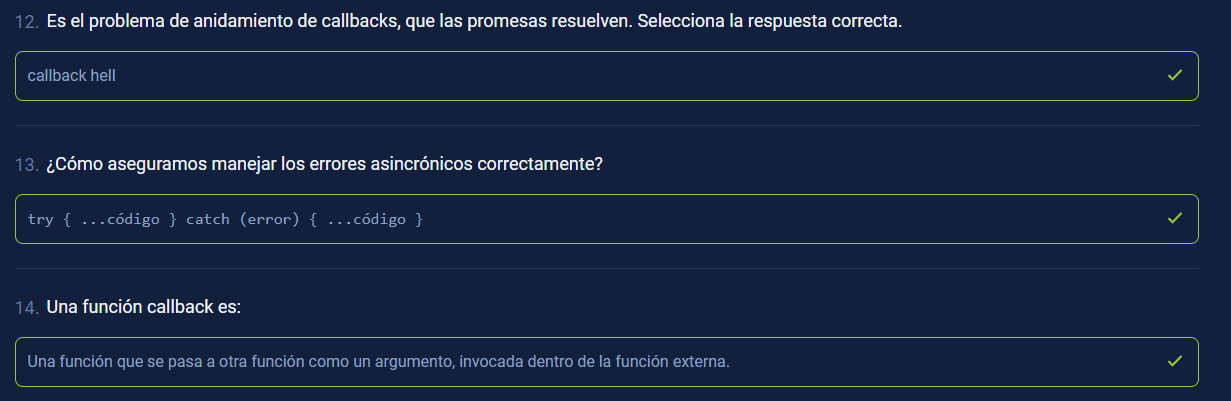 12. Es el problema de anidamiento de callbacks, que las promesas resuelven. Selecciona la respuesta correcta.
callback hell
13. ¿Cómo aseguramos manejar los errores asincrónicos correctamente?
try { ...código } catch (error) { ...código }
14. Una función callback es:
Una función que se pasa a otra función como un argumento, invocada dentro de la función externa.